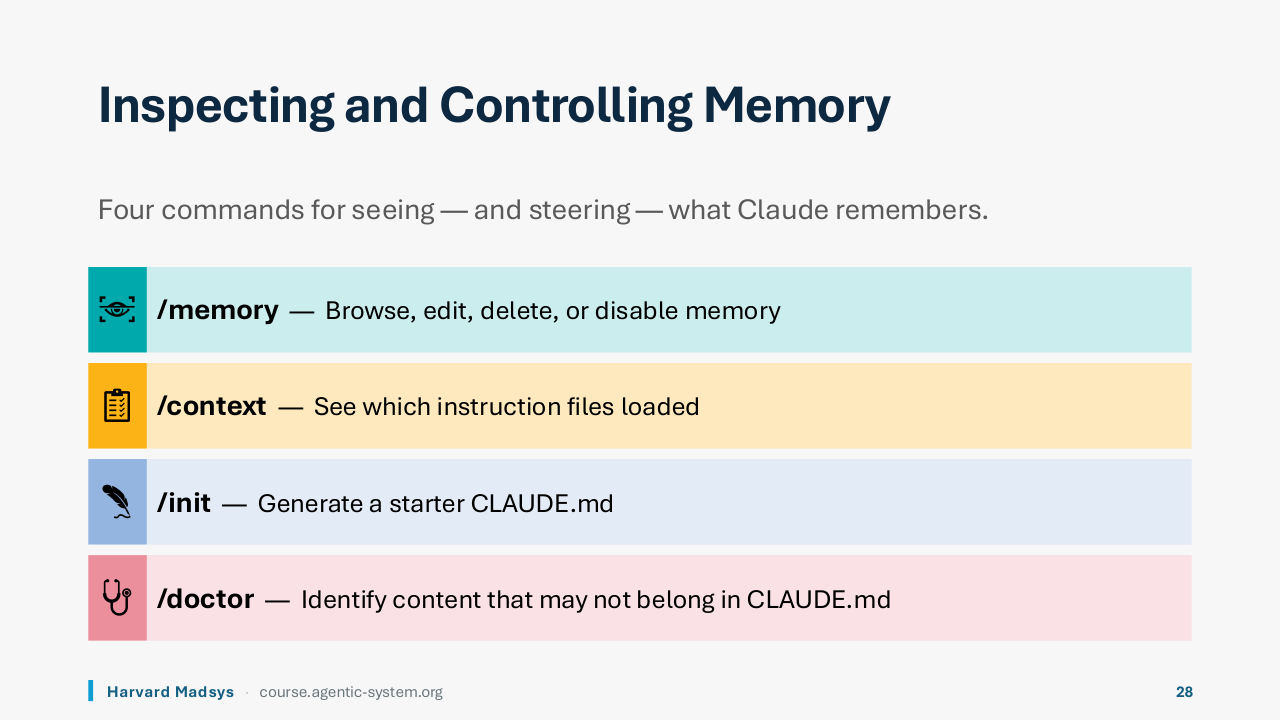 Inspecting and Controlling Memory
Four commands for seeing — and steering — what Claude remembers.
/memory — Browse, edit, delete, or disable memory
/context — See which instruction files loaded
/init — Generate a starter CLAUDE.md
/doctor — Identify content that may not belong in CLAUDE.md
Harvard Madsys · course.agentic-system.org 28